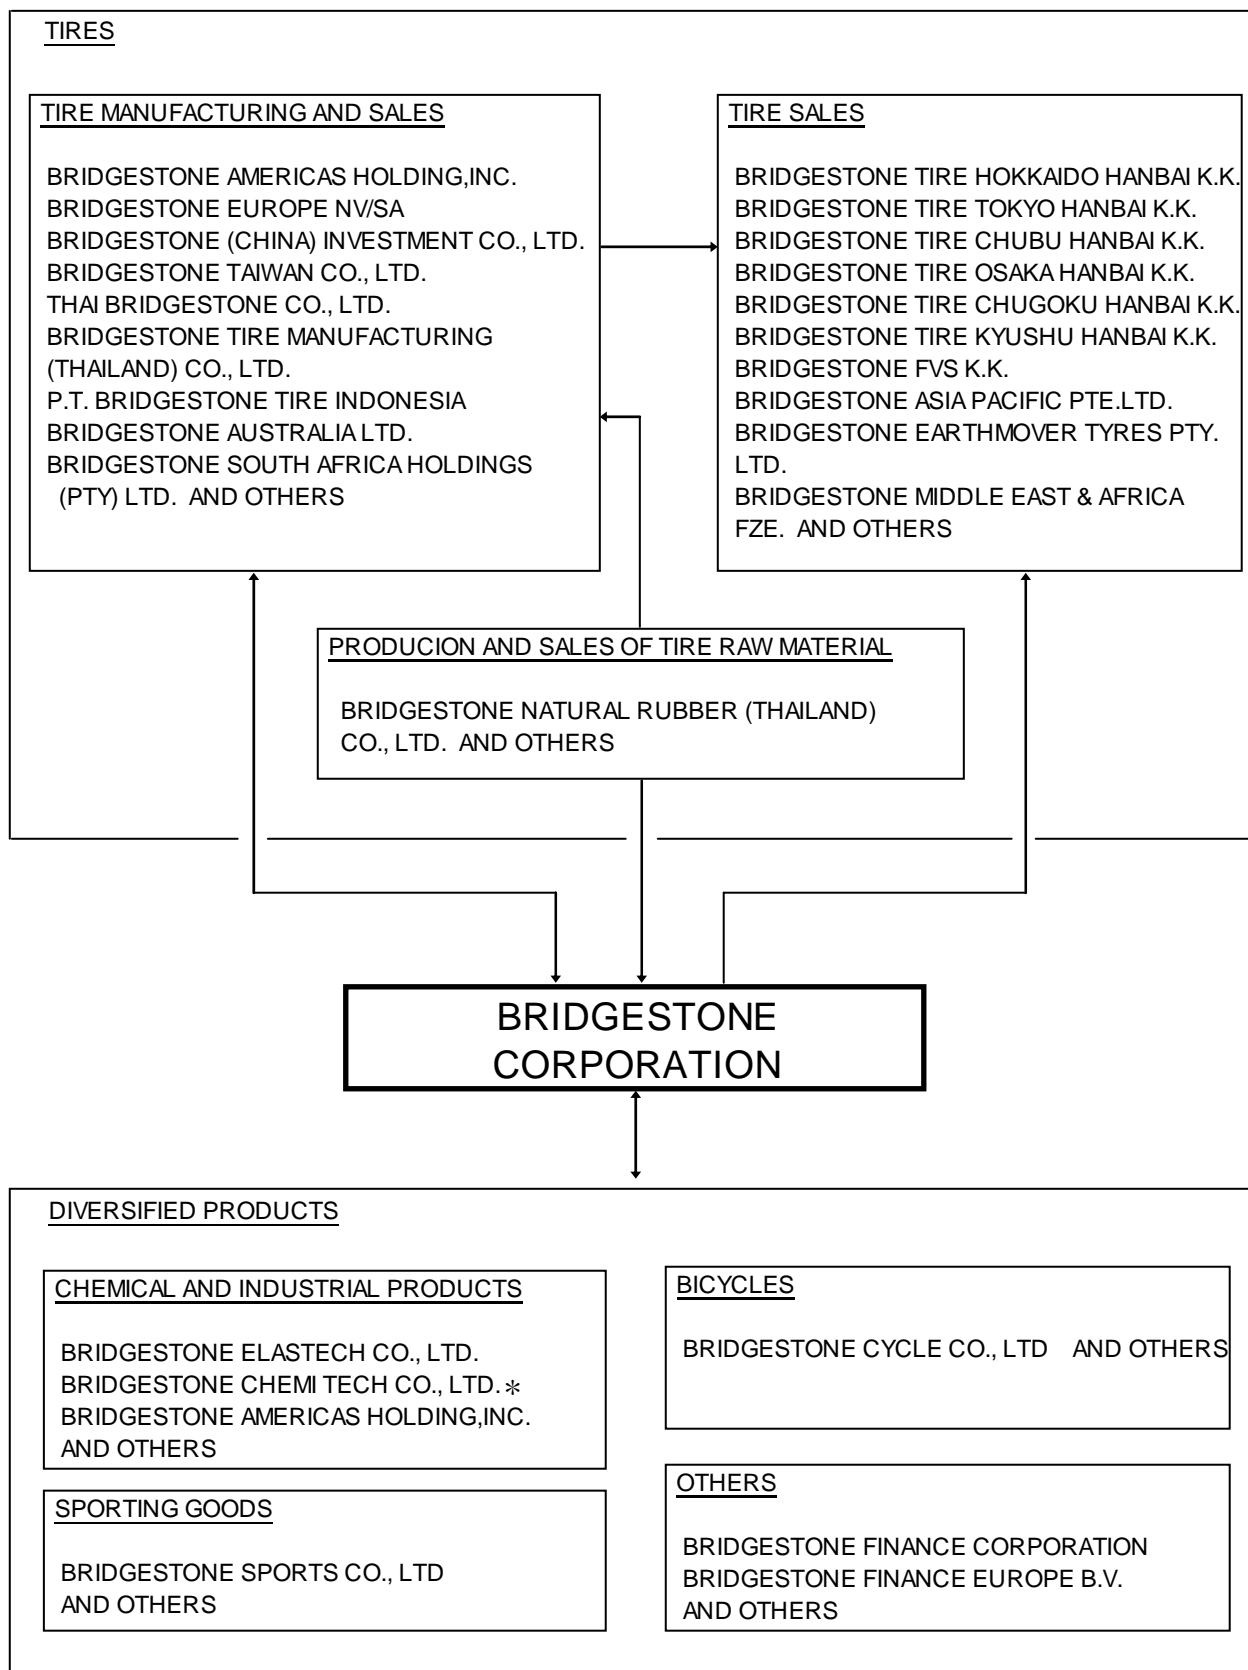 TIRES
TIRE MANUFACTURING AND SALES
BRIDGESTONE AMERICAS HOLDING,INC.
BRIDGESTONE EUROPE NV/SA
BRIDGESTONE (CHINA) INVESTMENT CO., LTD.
BRIDGESTONE TAIWAN CO., LTD.
THAI BRIDGESTONE CO., LTD.
BRIDGESTONE TIRE MANUFACTURING
(THAILAND) CO., LTD.
P.T. BRIDGESTONE TIRE INDONESIA
BRIDGESTONE AUSTRALIA LTD.
BRIDGESTONE SOUTH AFRICA HOLDINGS
(PTY) LTD. AND OTHERS
TIRE SALES
BRIDGESTONE TIRE HOKKAIDO HANBAI K.K.
BRIDGESTONE TIRE TOKYO HANBAI K.K.
BRIDGESTONE TIRE CHUBU HANBAI K.K.
BRIDGESTONE TIRE OSAKA HANBAI K.K.
BRIDGESTONE TIRE CHUGOKU HANBAI K.K.
BRIDGESTONE TIRE KYUSHU HANBAI K.K.
BRIDGESTONE FVS K.K.
BRIDGESTONE ASIA PACIFIC PTE.LTD.
BRIDGESTONE EARTHMOVER TYRES PTY.
LTD.
BRIDGESTONE MIDDLE EAST & AFRICA
FZE. AND OTHERS
PRODUCION AND SALES OF TIRE RAW MATERIAL
BRIDGESTONE NATURAL RUBBER (THAILAND)
CO., LTD. AND OTHERS
BRIDGESTONE
CORPORATION
DIVERSIFIED PRODUCTS
CHEMICAL AND INDUSTRIAL PRODUCTS
BRIDGESTONE ELASTECH CO., LTD.
BRIDGESTONE CHEMI TECH CO., LTD.＊
BRIDGESTONE AMERICAS HOLDING,INC.
AND OTHERS
BICYCLES
BRIDGESTONE CYCLE CO., LTD AND OTHERS
SPORTING GOODS
BRIDGESTONE SPORTS CO., LTD
AND OTHERS
OTHERS
BRIDGESTONE FINANCE CORPORATION
BRIDGESTONE FINANCE EUROPE B.V.
AND OTHERS